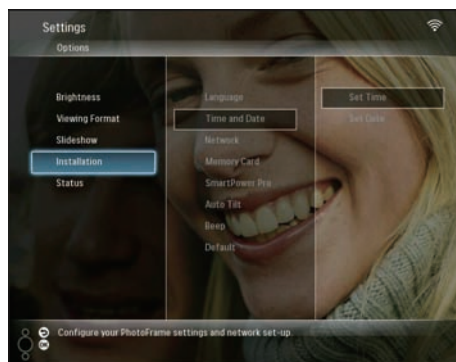 Settings
Options
Brightness
Viewing Format
Slideshow
Installation
Status
Language
Time and Date
Network
Memory Card
SmartPower Pro
Auto Tilt
Beep
Default
Set Time
Set Date
Configure your PhotoFrame settings and network set-up.
OK